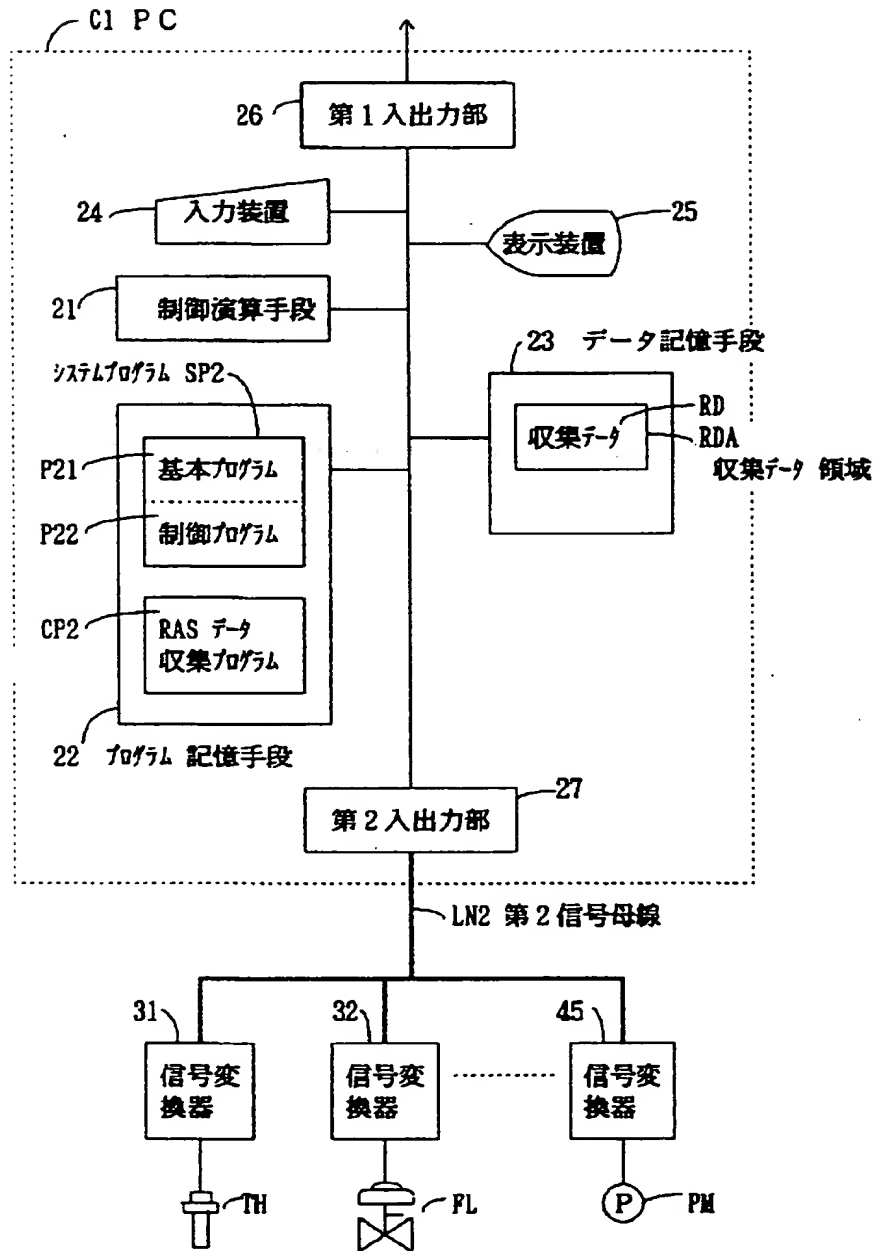 C1 PC
26
第1入出力部
24
入力装置
25
表示装置
21
制御演算手段
23 データ記憶手段
システムプログラム SP2
RD
収集データ
RDA
収集データ 領域
P21
基本プログラム
P22
制御プログラム
CP2
RAS データ
収集プログラム
22 プログラム 記憶手段
27
第2入出力部
LN2 第2信号母線
31
32
45
信号変
換器
信号変
換器
信号変
換器
TH
FL
P
PM